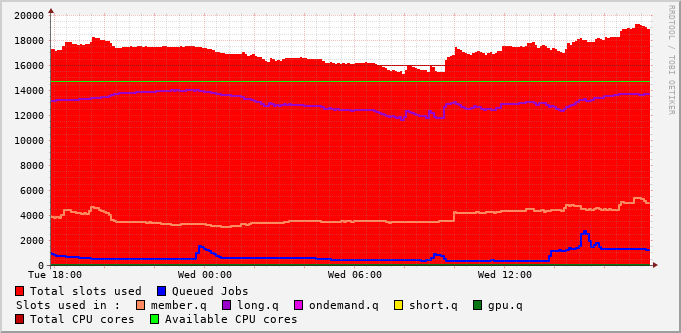 20000
18000
16000
14000
12000
10000
8000
6000
4000
2000
0
Tue 18:00 Wed 00:00 Wed 06:00 Wed 12:00
Total slots used Queued Jobs
Slots used in : member.q long.q ondemand.q short.q gpu.q
Total CPU cores Available CPU cores
RRDTOOL / TOBI OETIKER